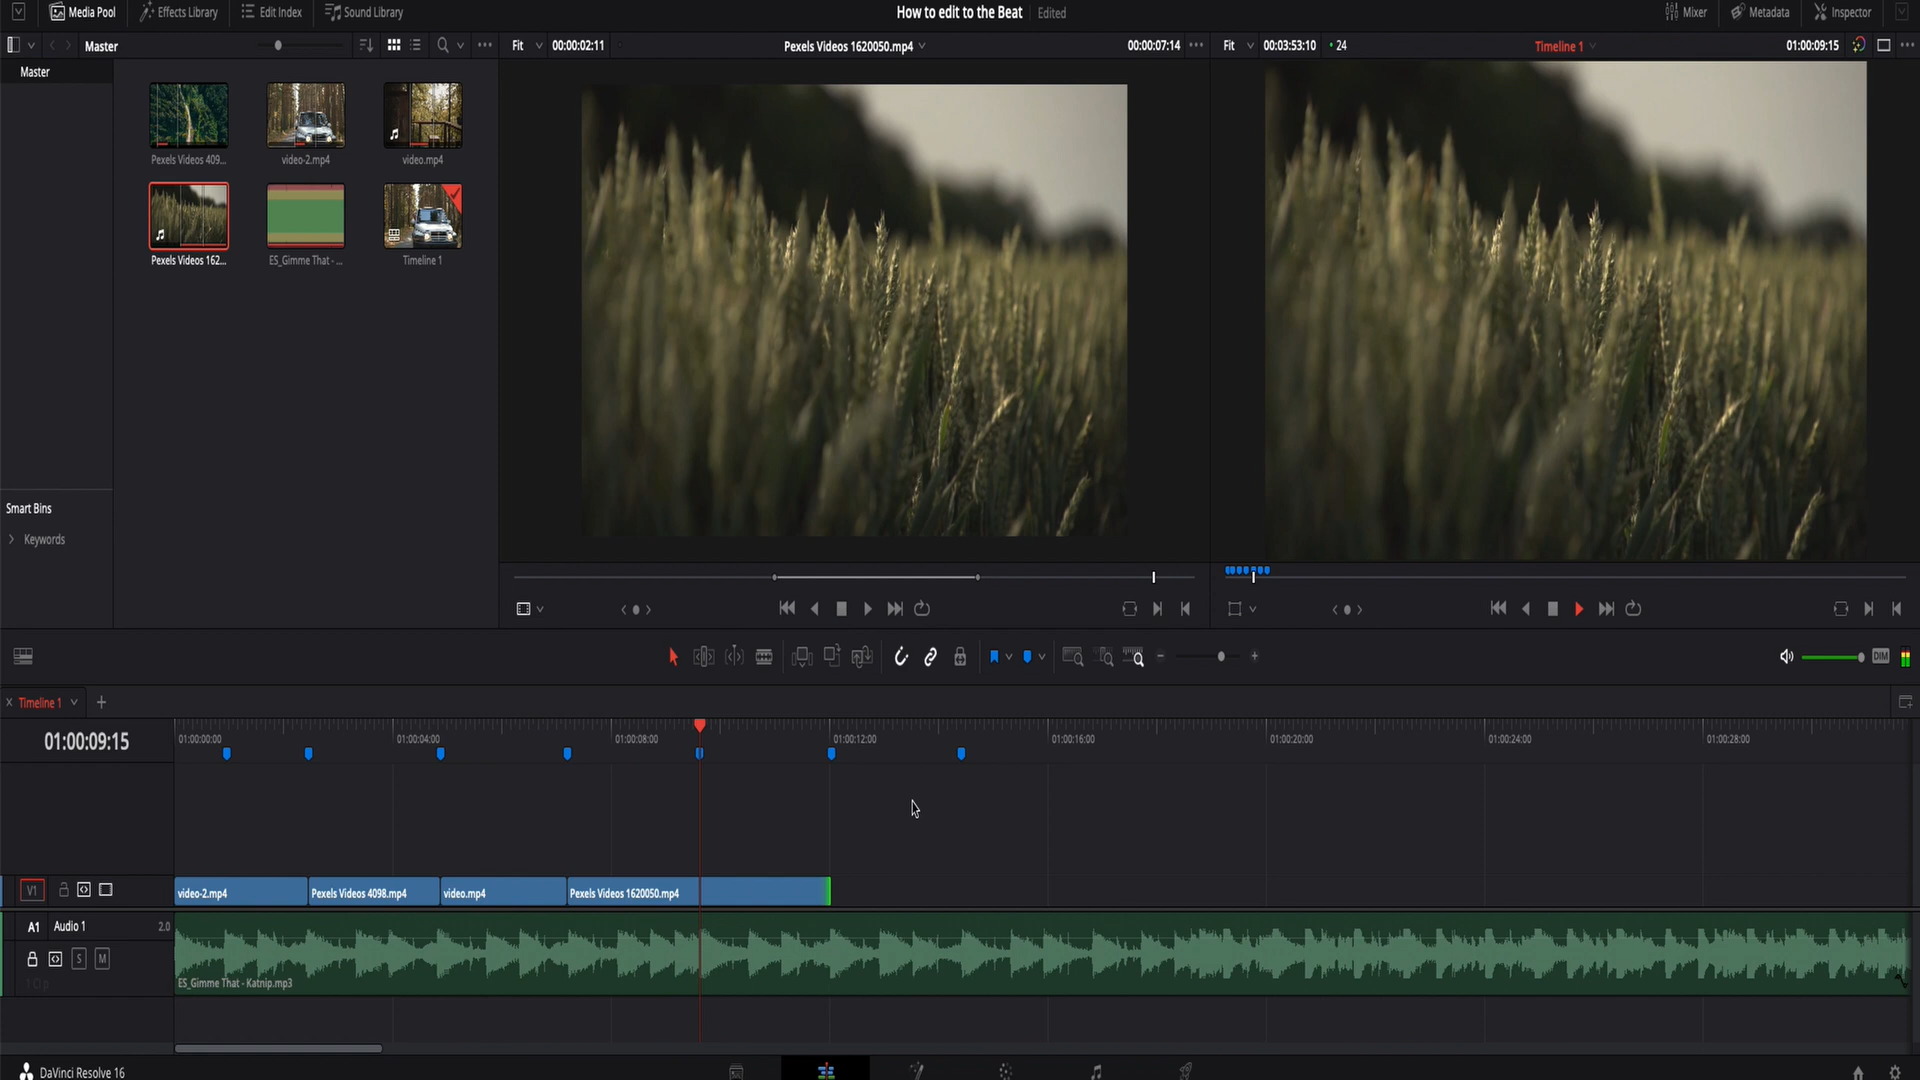 Media Pool Effects Library Edit Index Sound Library How to edit to the Beat Edited Mixer Metadata Inspector
Master Fit 00:00:02:11 Pexels Videos 1620050.mp4 00:00:07:14 Fit 00:03:53:10 24 Timeline 1 01:00:09:15
Master
Pexels Videos 409... video-2.mp4 video.mp4
Pexels Videos 162... ES_Gimme That - ... Timeline 1
Smart Bins
Keywords
DIM
Timeline 1
01:00:09:15 01:00:00:00 01:00:04:00 01:00:08:00 01:00:12:00 01:00:16:00 01:00:20:00 01:00:24:00 01:00:28:00
V1 video-2.mp4 Pexels Videos 4098.mp4 video.mp4 Pexels Videos 1620050.mp4
A1 Audio 1 2.0
S M
ES_Gimme That - Katnip.mp3
DaVinci Resolve 16